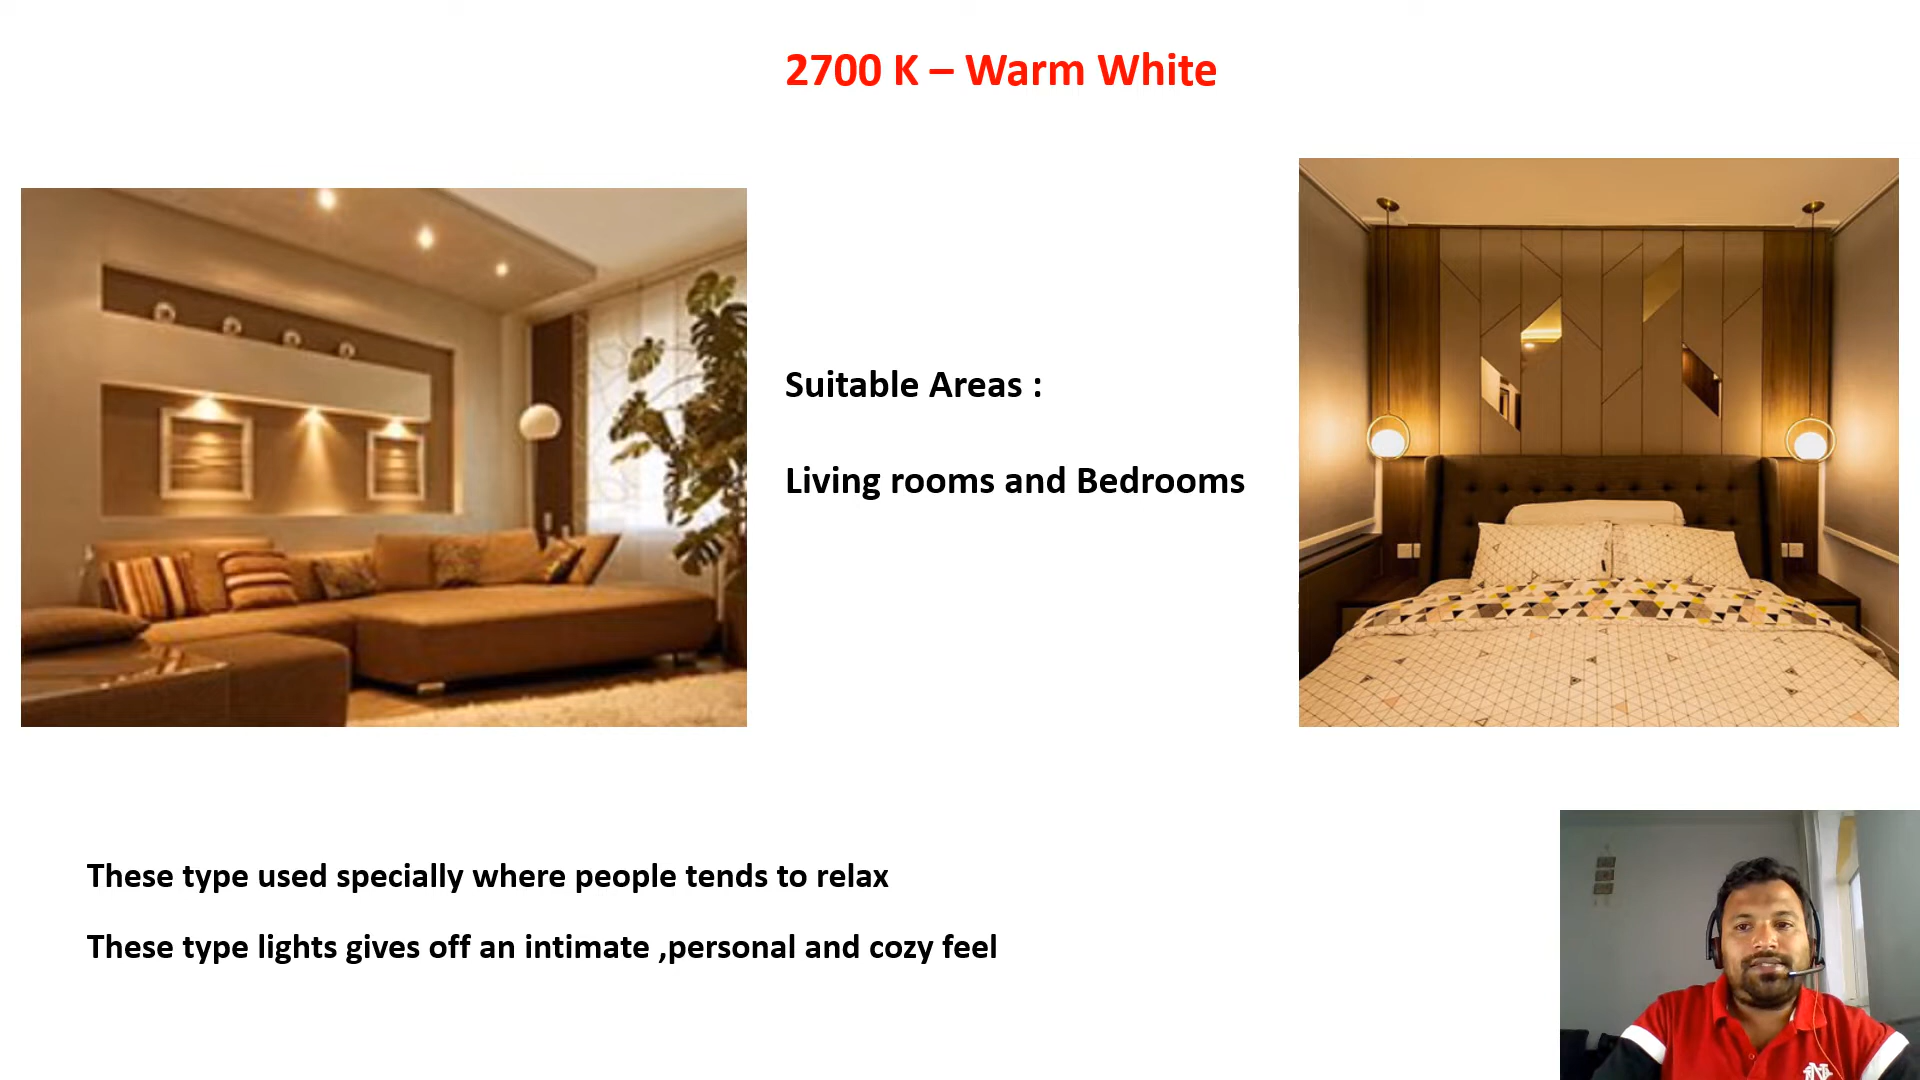 2700 K – Warm White
Suitable Areas :
Living rooms and Bedrooms
These type used specially where people tends to relax
These type lights gives off an intimate ,personal and cozy feel